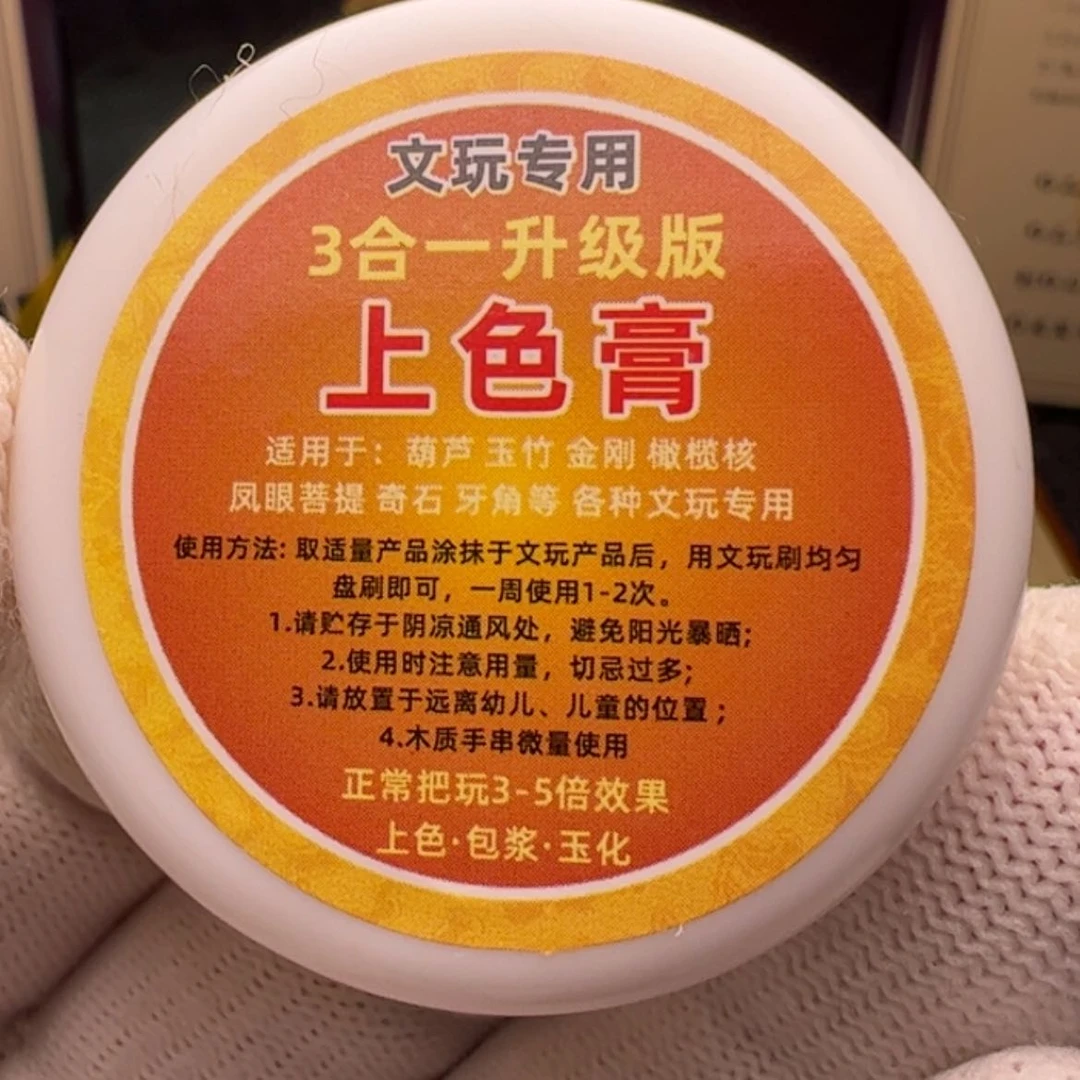 文玩专用
3合一升级版
上色膏
适用于：葫芦 玉竹 金刚 橄榄核
凤眼菩提 奇石 牙角等 各种文玩专用
使用方法：取适量产品涂抹于文玩产品后，用文玩刷均匀
盘刷即可，一周使用1-2次。
1.请贮存于阴凉通风处，避免阳光暴晒；
2.使用时注意用量，切忌过多；
3.请放置于远离幼儿、儿童的位置；
4.木质手串微量使用
正常把玩3-5倍效果
上色·包浆·玉化